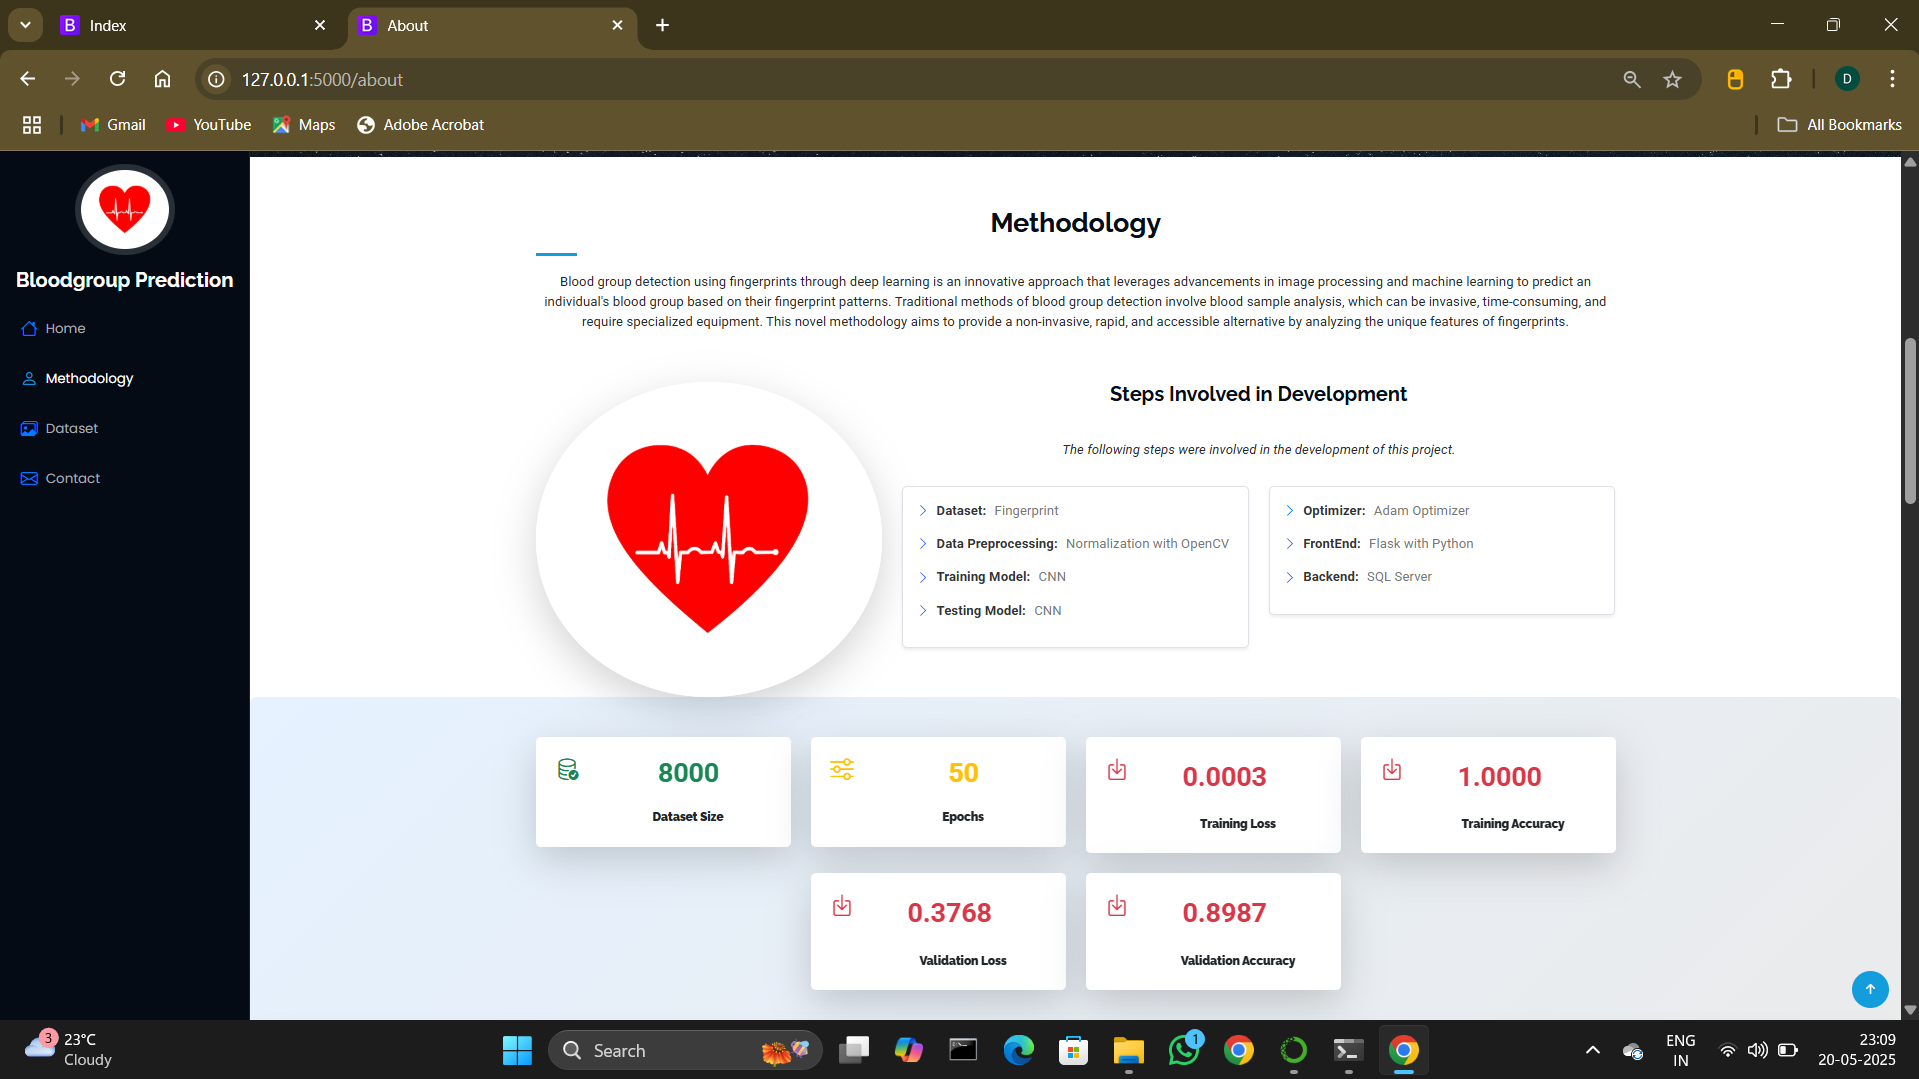 Index
About
127.0.0.1:5000/about
D
Gmail
YouTube
Maps
Adobe Acrobat
All Bookmarks
Bloodgroup Prediction
Home
Methodology
Dataset
Contact
Methodology
Blood group detection using fingerprints through deep learning is an innovative approach that leverages advancements in image processing and machine learning to predict an
individual's blood group based on their fingerprint patterns. Traditional methods of blood group detection involve blood sample analysis, which can be invasive, time-consuming, and
require specialized equipment. This novel methodology aims to provide a non-invasive, rapid, and accessible alternative by analyzing the unique features of fingerprints.
Steps Involved in Development
The following steps were involved in the development of this project.
Dataset: Fingerprint
Data Preprocessing: Normalization with OpenCV
Training Model: CNN
Testing Model: CNN
Optimizer: Adam Optimizer
FrontEnd: Flask with Python
Backend: SQL Server
8000
Dataset Size
50
Epochs
0.0003
Training Loss
1.0000
Training Accuracy
0.3768
Validation Loss
0.8987
Validation Accuracy
3
23°C
Cloudy
Search
1
ENG
IN
23:09
20-05-2025